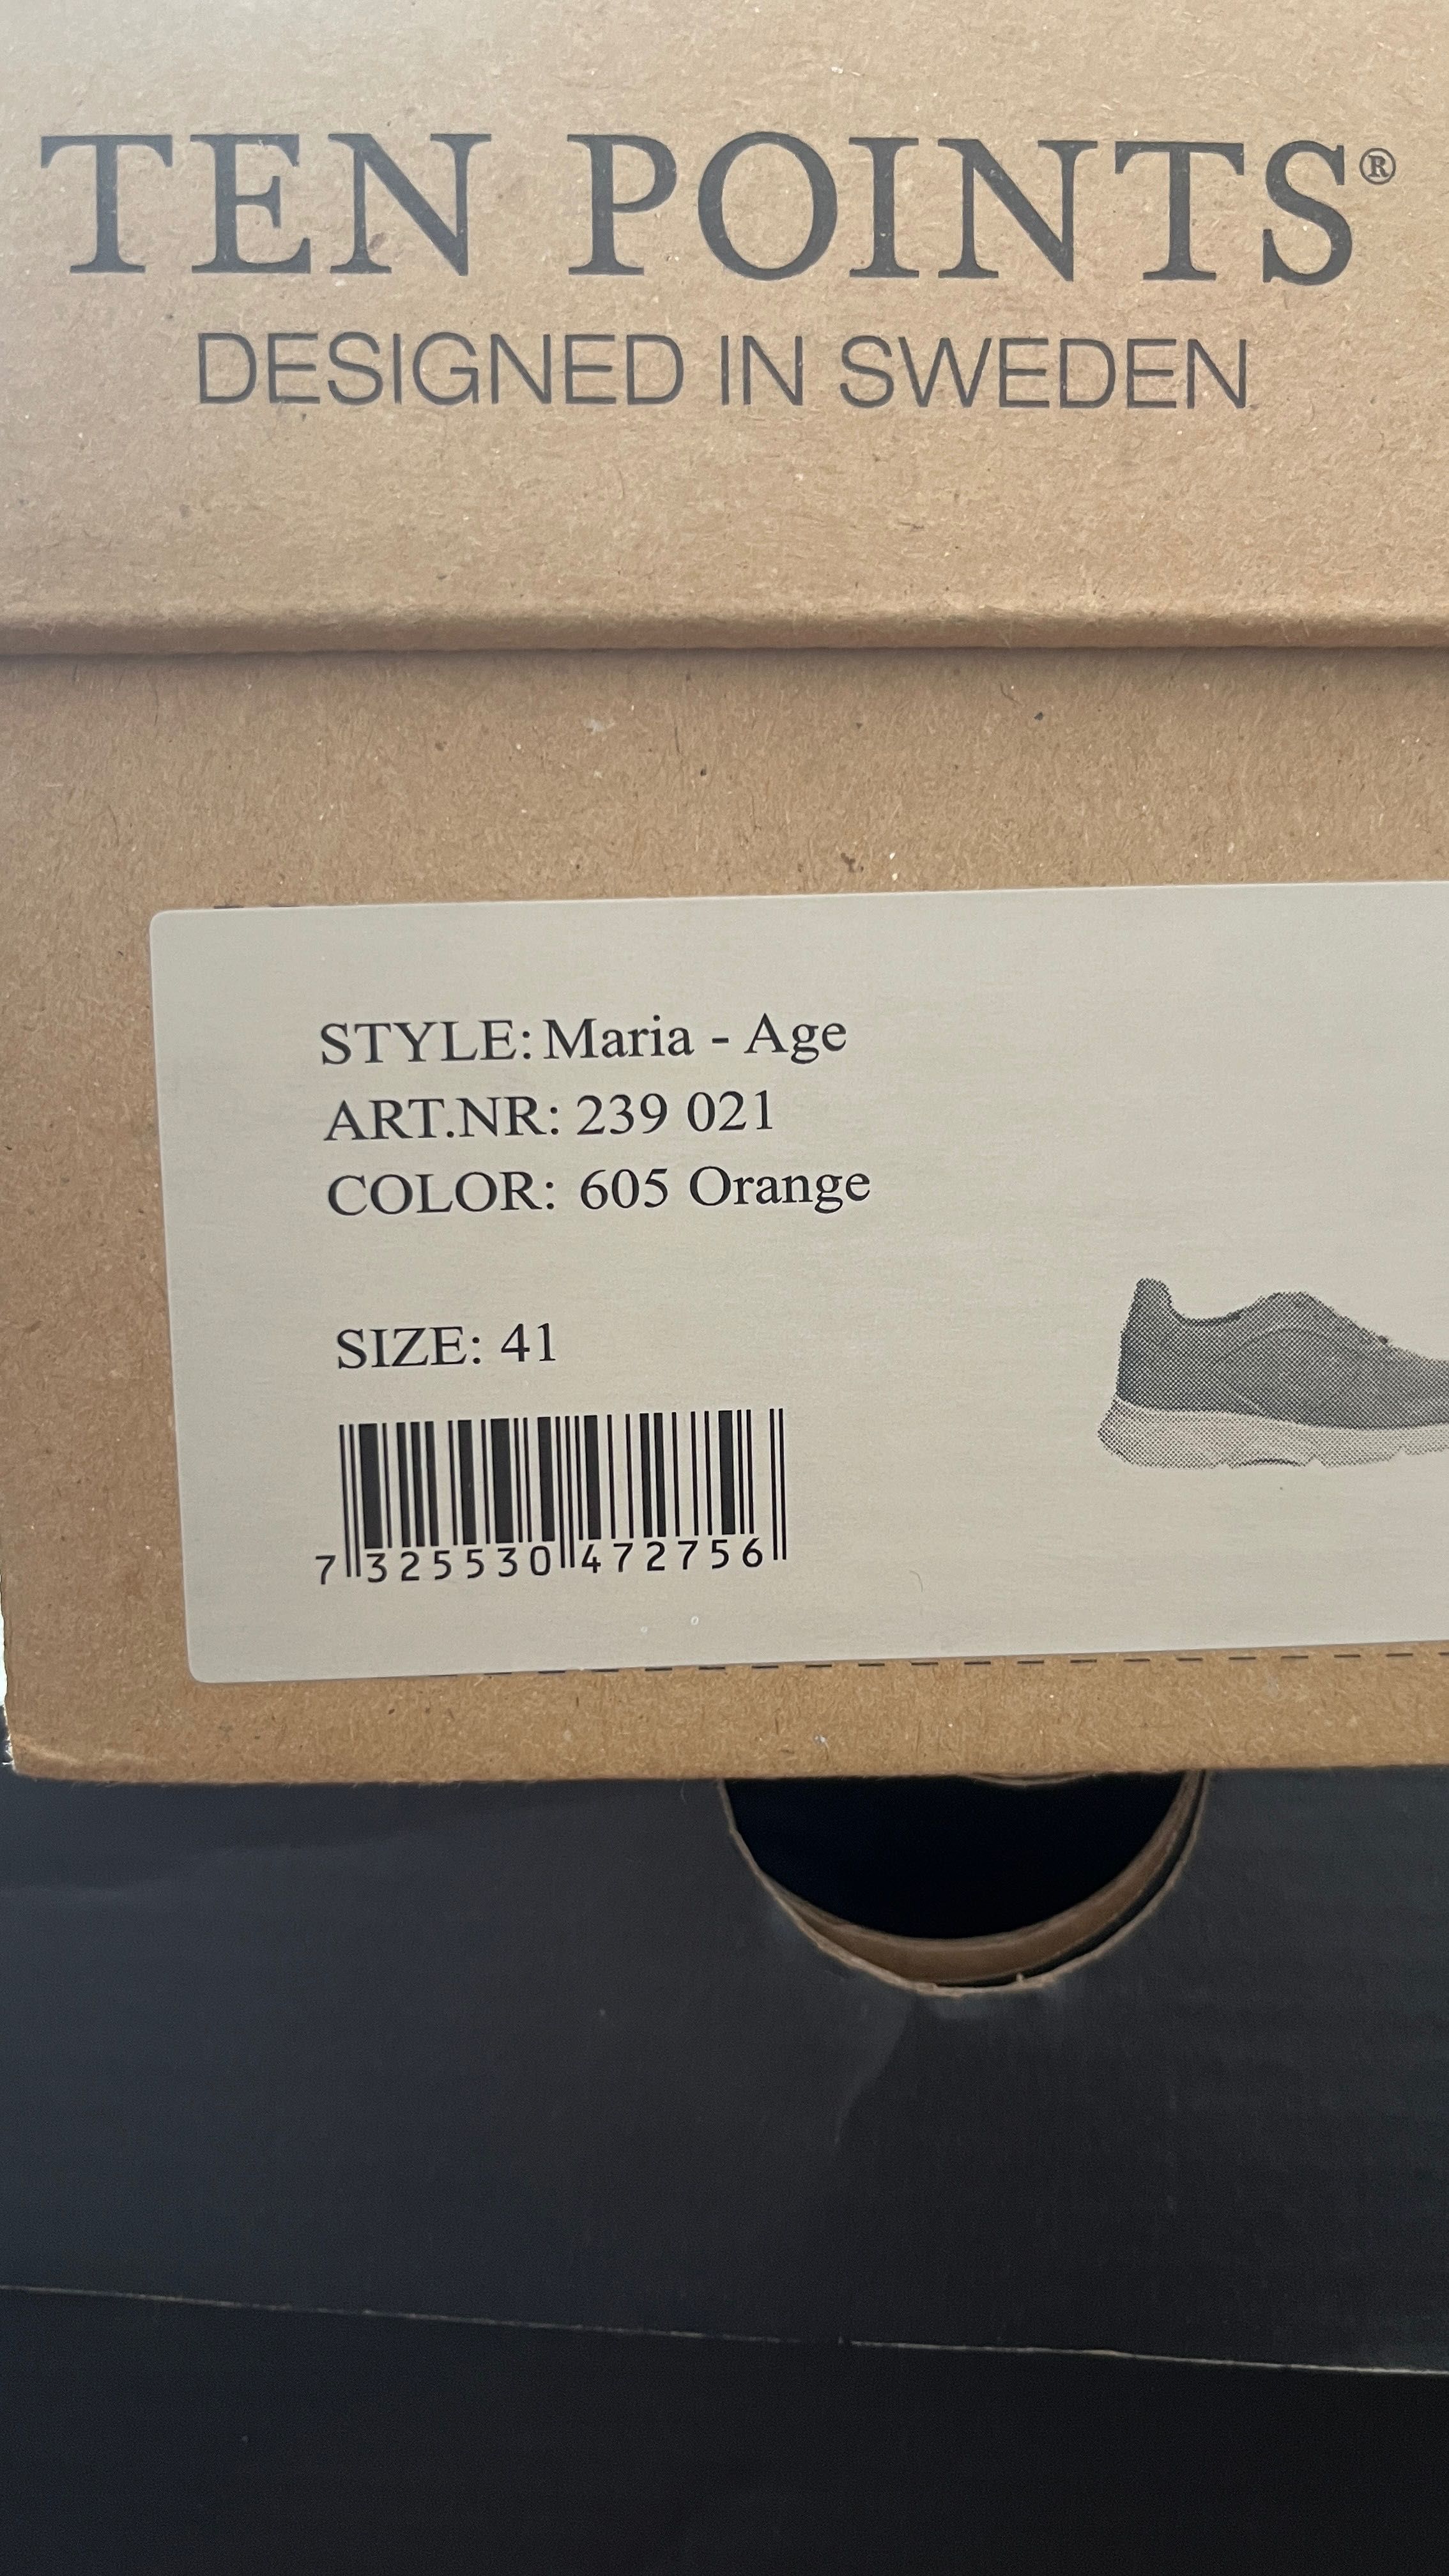 TEN POINTS®
DESIGNED IN SWEDEN
STYLE: Maria - Age
ART.NR: 239 021
COLOR: 605 Orange
SIZE: 41
7 325530 472756